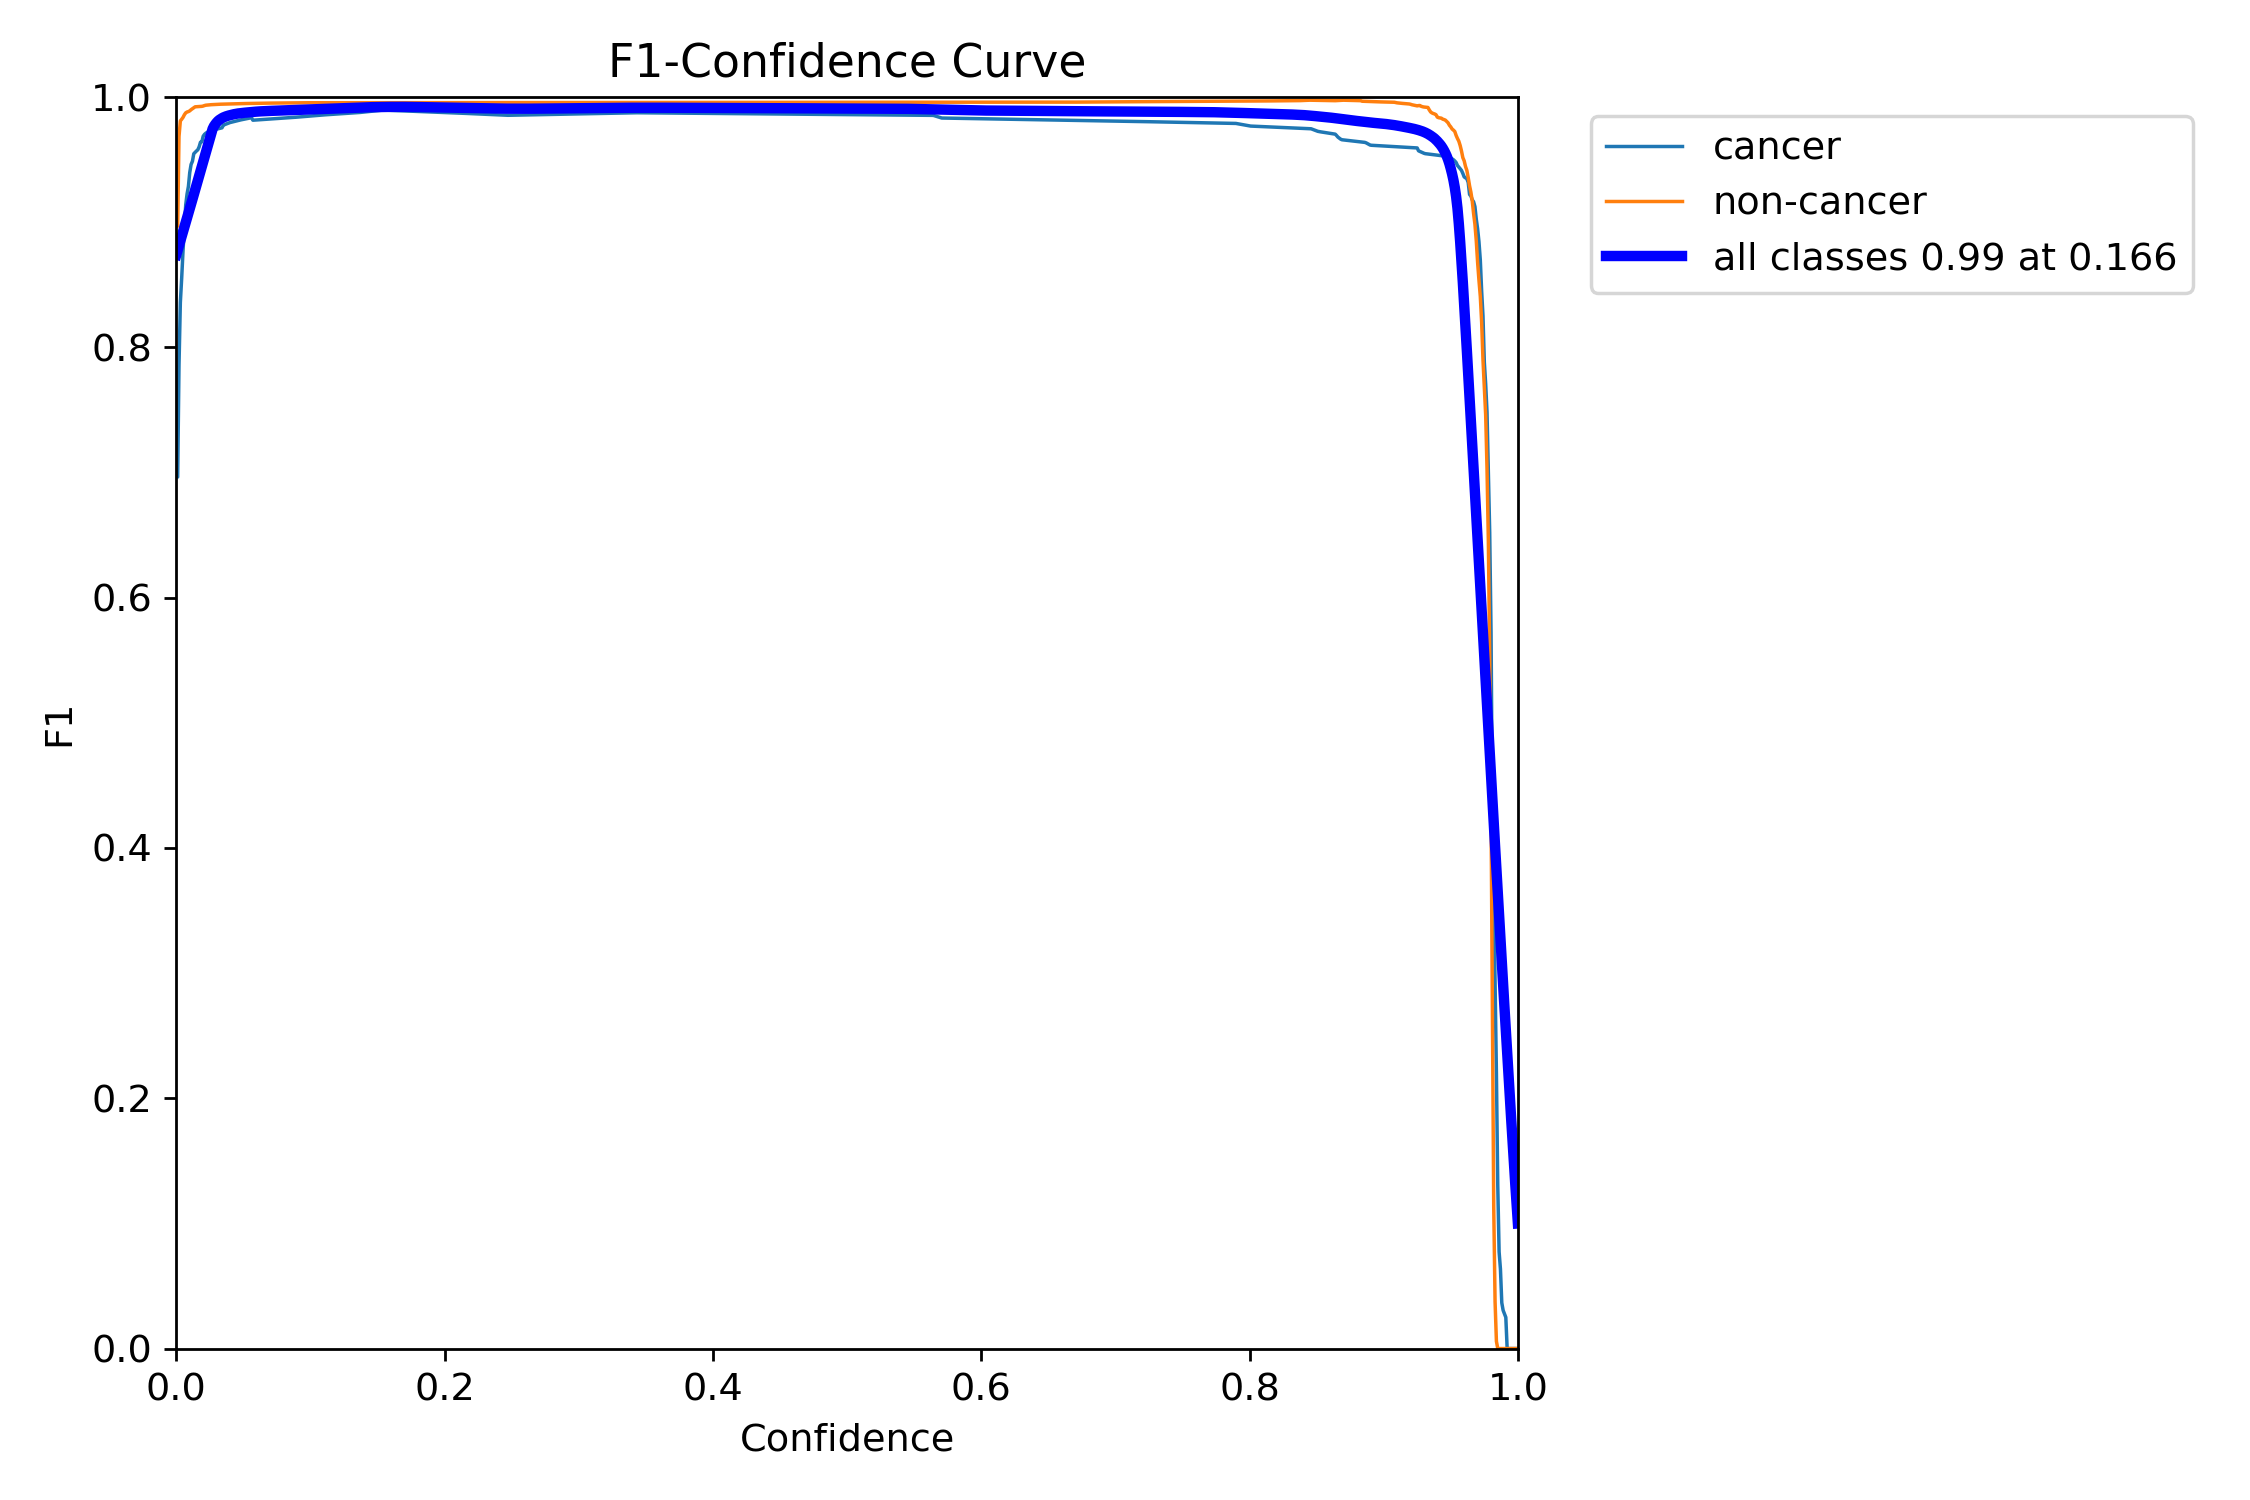 F1-Confidence Curve
1.0
0.8
0.6
0.4
0.2
0.0
F1
0.0 0.2 0.4 0.6 0.8 1.0
Confidence
cancer
non-cancer
all classes 0.99 at 0.166